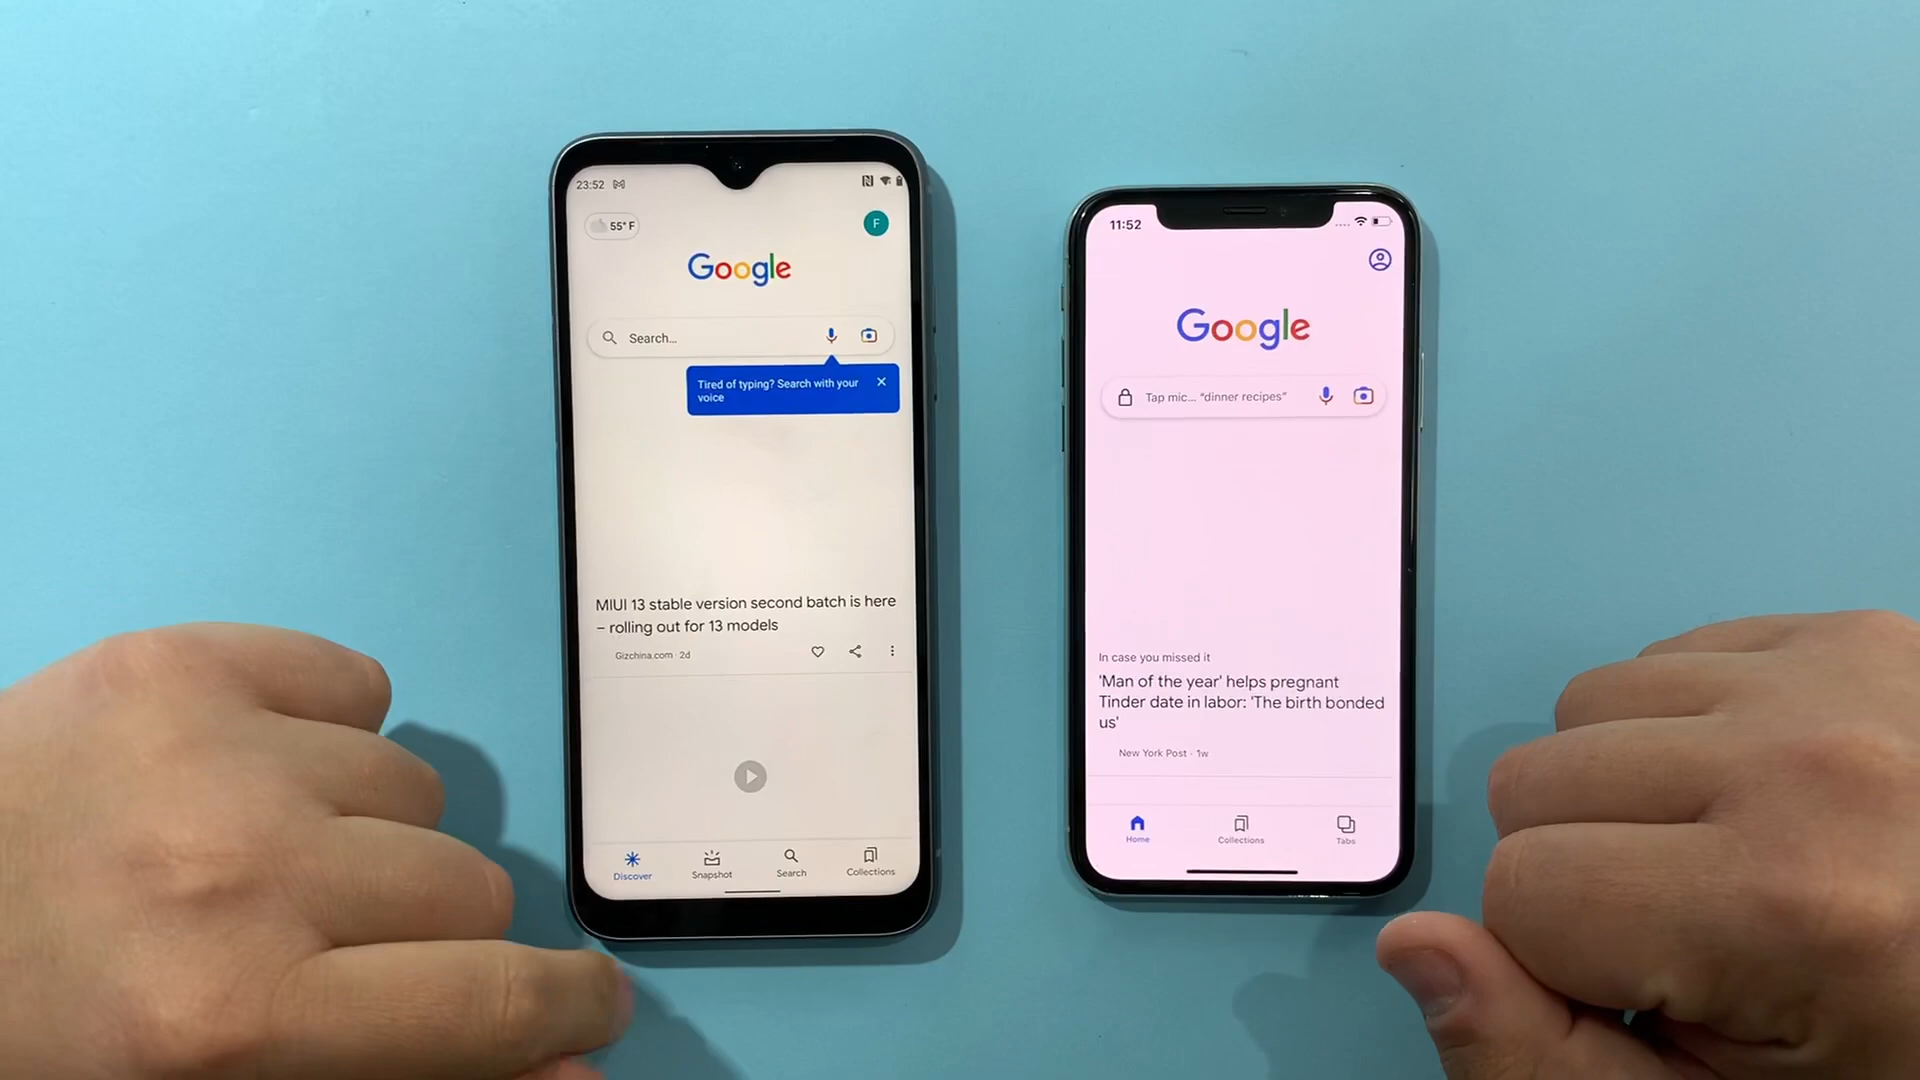 23:52
55° F
F
Google
Search...
Tired of typing? Search with your
voice
MIUI 13 stable version second batch is here
– rolling out for 13 models
Gizchina.com · 2d
Discover
Snapshot
Search
Collections
11:52
Google
Tap mic... “dinner recipes”
In case you missed it
'Man of the year' helps pregnant
Tinder date in labor: 'The birth bonded
us'
New York Post · 1w
Home
Collections
Tabs